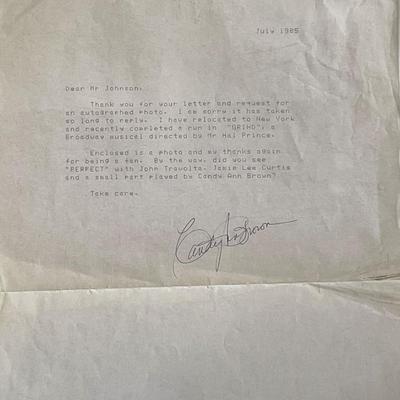 July 1985
Dear Mr Johnson:
Thank you for your letter and request for
an autographed photo. I am sorry it has taken
so long to reply. I have relocated to New York
and recently completed a run in "GRIND", a
Broadway musical directed by Mr Hal Prince.
Enclosed is a photo and my thanks again
for being a fan. By the way, did you see
"PERFECT" with John Travolta, Jamie Lee Curtis
and a small part played by Candy Ann Brown?
Take care.
Candy Ann Brown